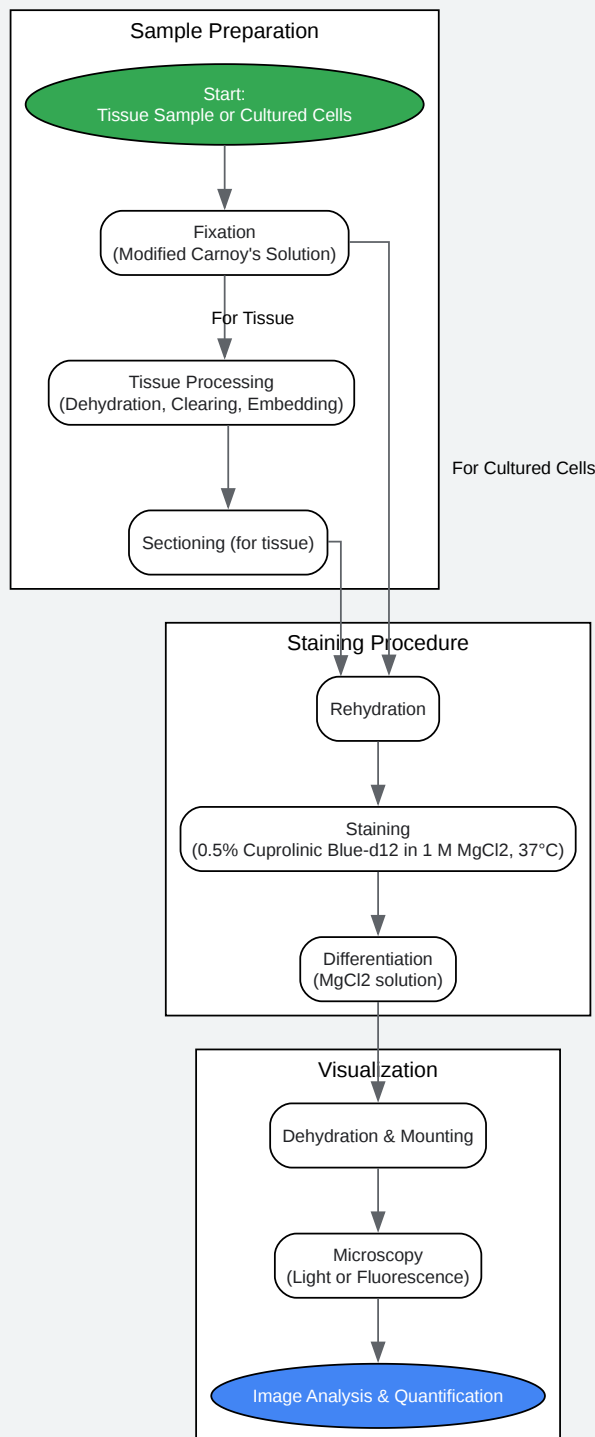 Sample Preparation
Start:
Tissue Sample or Cultured Cells
Fixation
(Modified Carnoy's Solution)
For Tissue
Tissue Processing
(Dehydration, Clearing, Embedding)
For Cultured Cells
Sectioning (for tissue)
Staining Procedure
Rehydration
Staining
(0.5% Cuprolinic Blue-d12 in 1 M MgCl2, 37°C)
Differentiation
(MgCl2 solution)
Visualization
Dehydration & Mounting
Microscopy
(Light or Fluorescence)
Image Analysis & Quantification